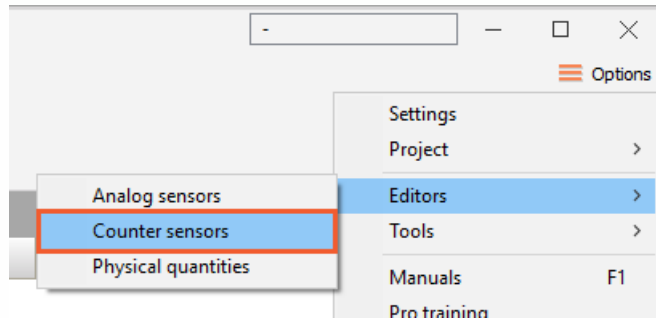 -
Options
Settings
Project
Editors
Tools
Manuals F1
Pro training
Analog sensors
Counter sensors
Physical quantities